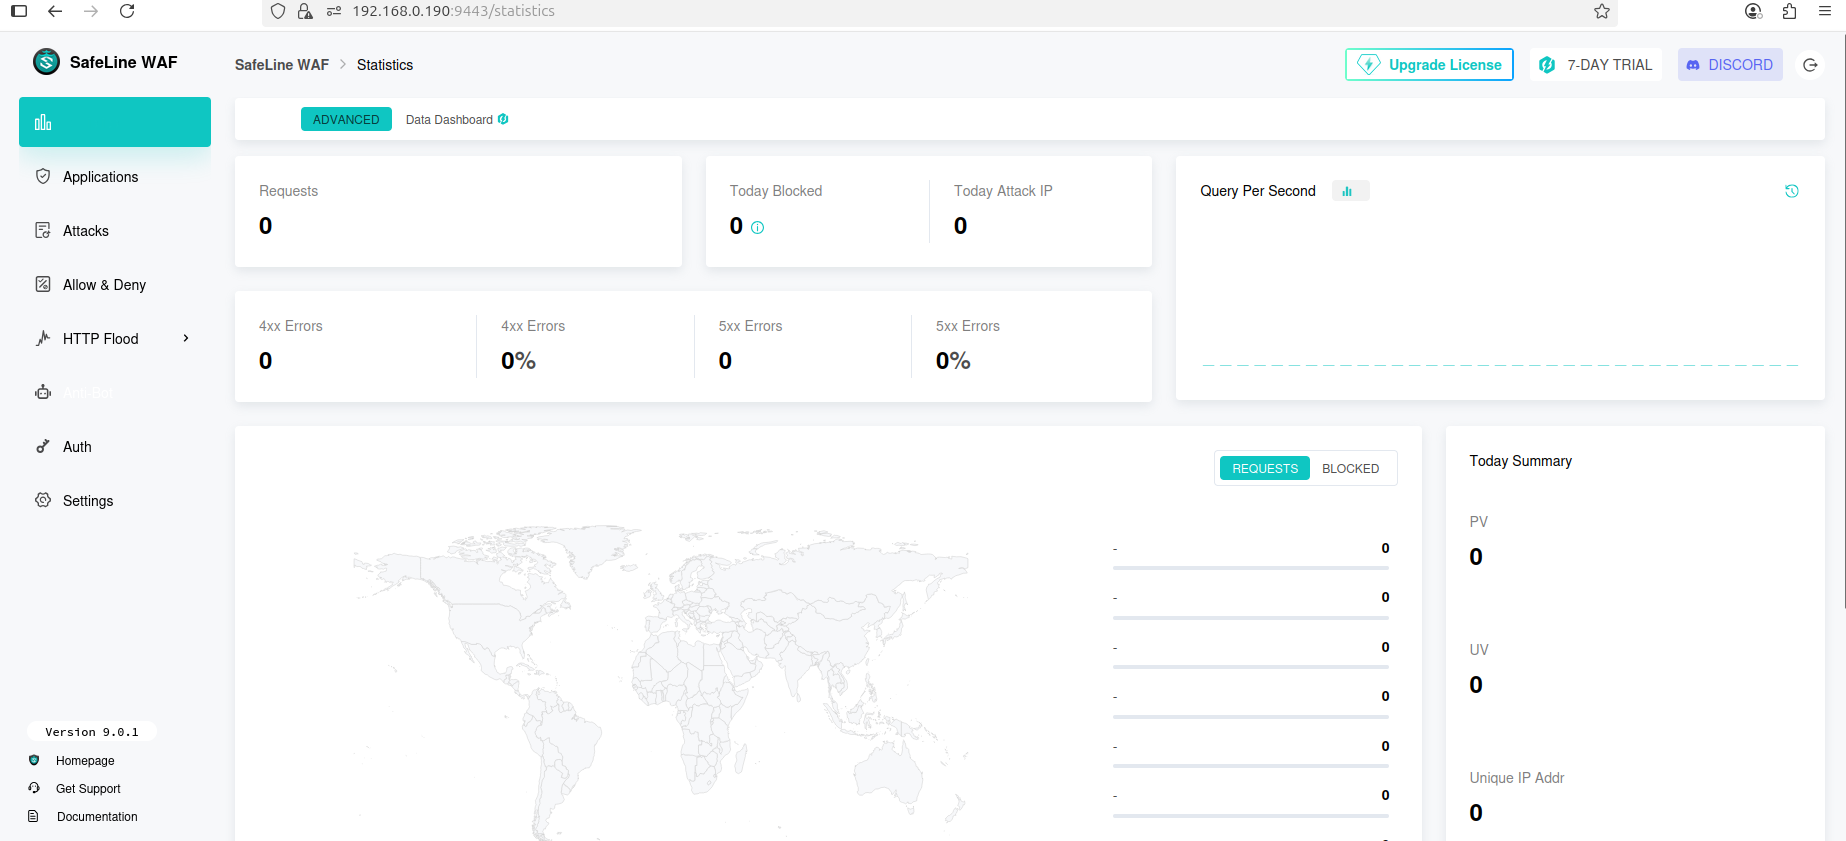 192.168.0.190:9443/statistics
SafeLine WAF
SafeLine WAF > Statistics
Upgrade License
7-DAY TRIAL
DISCORD
ADVANCED
Data Dashboard
Applications
Attacks
Allow & Deny
HTTP Flood
Anti-Bot
Auth
Settings
Version 9.0.1
Homepage
Get Support
Documentation
Requests
0
Today Blocked
0
Today Attack IP
0
Query Per Second
4xx Errors
0
4xx Errors
0%
5xx Errors
0
5xx Errors
0%
REQUESTS
BLOCKED
- 0
- 0
- 0
- 0
- 0
- 0
Today Summary
PV
0
UV
0
Unique IP Addr
0